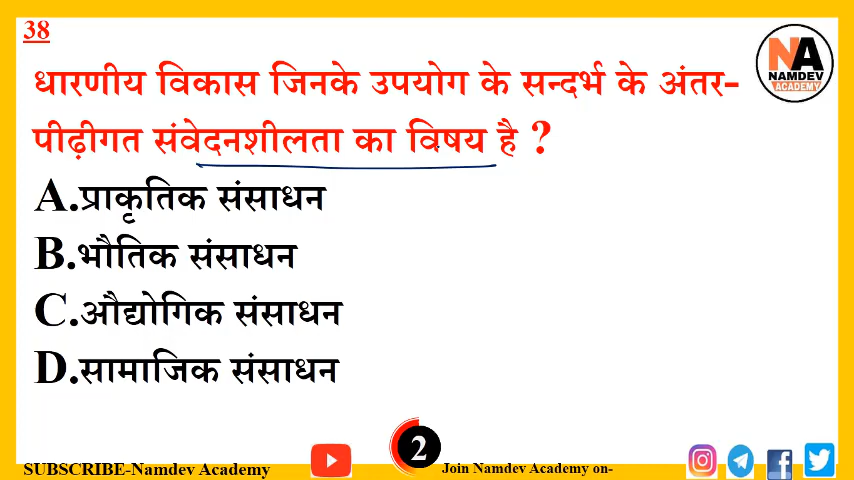 38
NA
NAMDEV
ACADEMY
धारणीय विकास जिनके उपयोग के सन्दर्भ के अंतर-
पीढ़ीगत संवेदनशीलता का विषय है ?
A.प्राकृतिक संसाधन
B.भौतिक संसाधन
C.औद्योगिक संसाधन
D.सामाजिक संसाधन
2
SUBSCRIBE-Namdev Academy
Join Namdev Academy on-